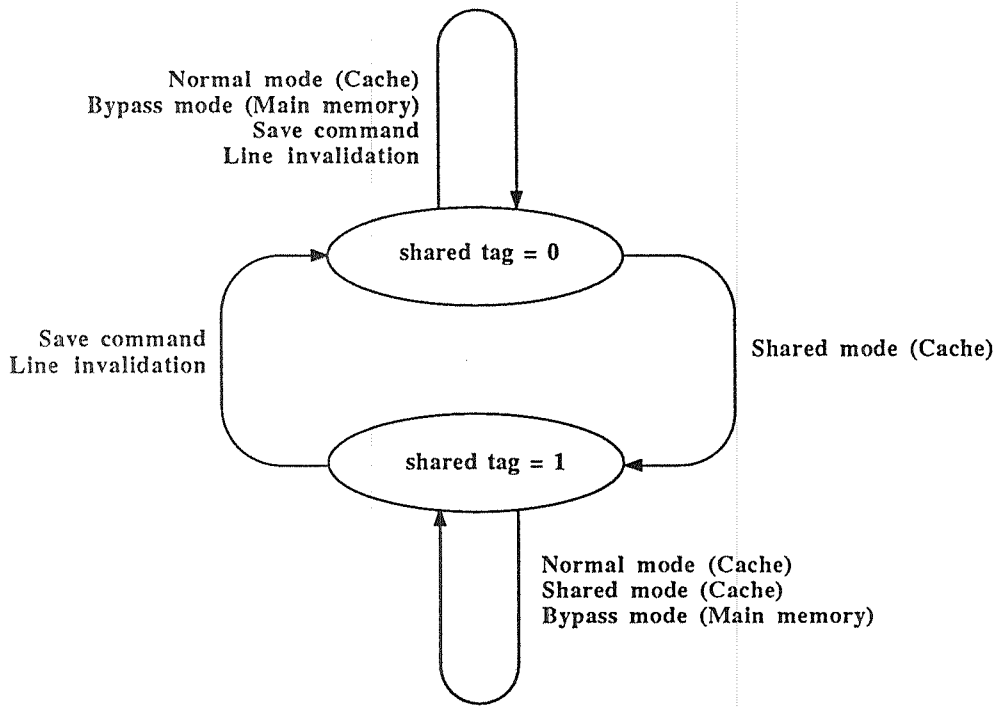 Normal mode (Cache)
Bypass mode (Main memory)
Save command
Line invalidation
shared tag = 0
Save command
Line invalidation
Shared mode (Cache)
shared tag = 1
Normal mode (Cache)
Shared mode (Cache)
Bypass mode (Main memory)